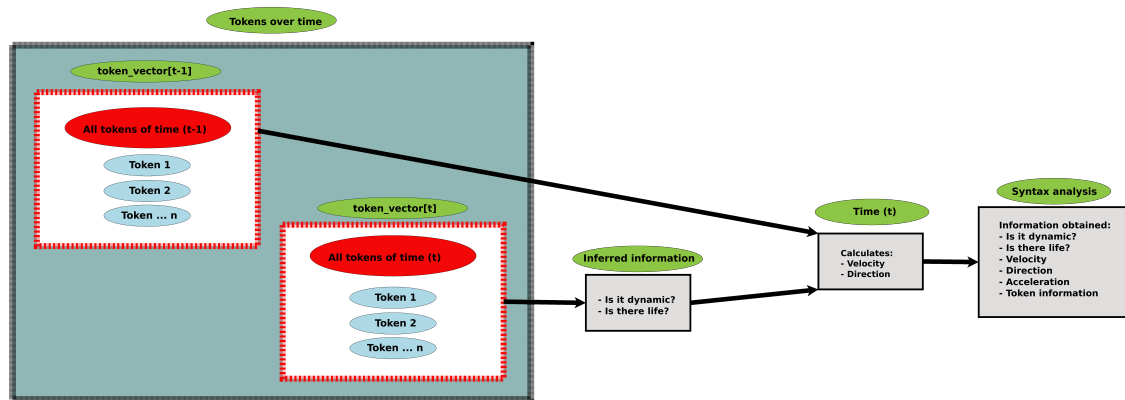 Tokens over time
token_vector[t-1]
All tokens of time (t-1)
Token 1
Token 2
Token ... n
token_vector[t]
All tokens of time (t)
Token 1
Token 2
Token ... n
Inferred information
- Is it dynamic?
- Is there life?
Time (t)
Calculates:
- Velocity
- Direction
Syntax analysis
Information obtained:
- Is it dynamic?
- Is there life?
- Velocity
- Direction
- Acceleration
- Token information